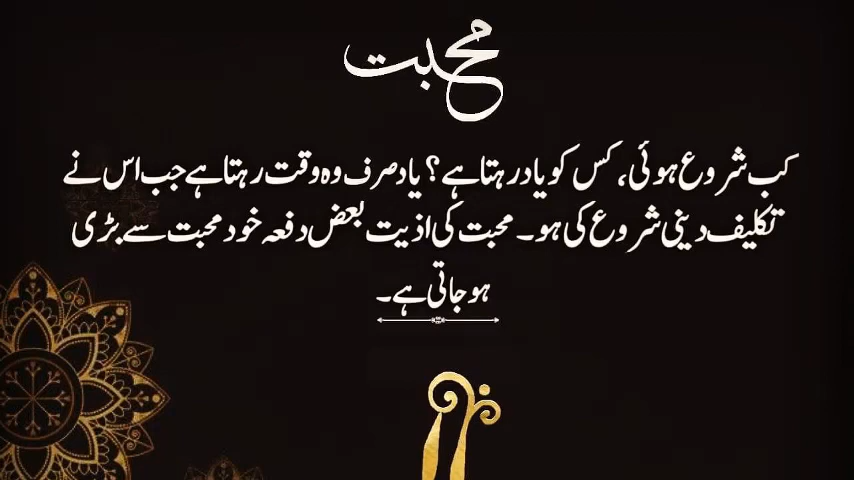 محبت
کب شروع ہوئی، کس کو یاد رہتا ہے؟ یاد صرف وہ وقت رہتا ہے جب اس نے
تکلیف دینی شروع کی ہو۔ محبت کی اذیت بعض دفعہ خود محبت سے بڑی
ہو جاتی ہے۔